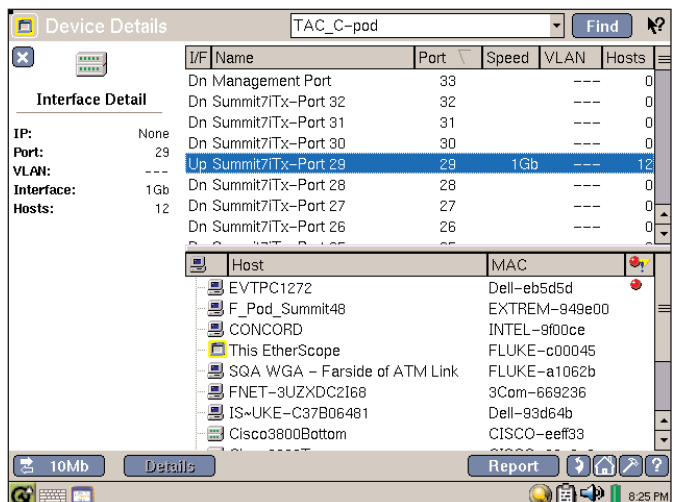 Device Details
TAC_C-pod
Find
Interface Detail
IP: None
Port: 29
VLAN: ---
Interface: 1Gb
Hosts: 12
I/F Name Port Speed VLAN Hosts
Dn Management Port 33 --- 0
Dn Summit7iTx-Port 32 32 --- 0
Dn Summit7iTx-Port 31 31 --- 0
Dn Summit7iTx-Port 30 30 --- 0
Up Summit7iTx-Port 29 29 1Gb --- 12
Dn Summit7iTx-Port 28 28 --- 0
Dn Summit7iTx-Port 27 27 --- 0
Dn Summit7iTx-Port 26 26 --- 0
Host MAC
EVTPC1272 Dell-eb5d5d
F_Pod_Summit48 EXTREM-949e00
CONCORD INTEL-9f00ce
This EtherScope FLUKE-c00045
SQA WGA - Farside of ATM Link FLUKE-a1062b
FNET-3UZXDC2I68 3Com-669236
IS~UKE-C37B06481 Dell-93d64b
Cisco3800Bottom CISCO-eeff33
10Mb Details Report ?
8:25 PM